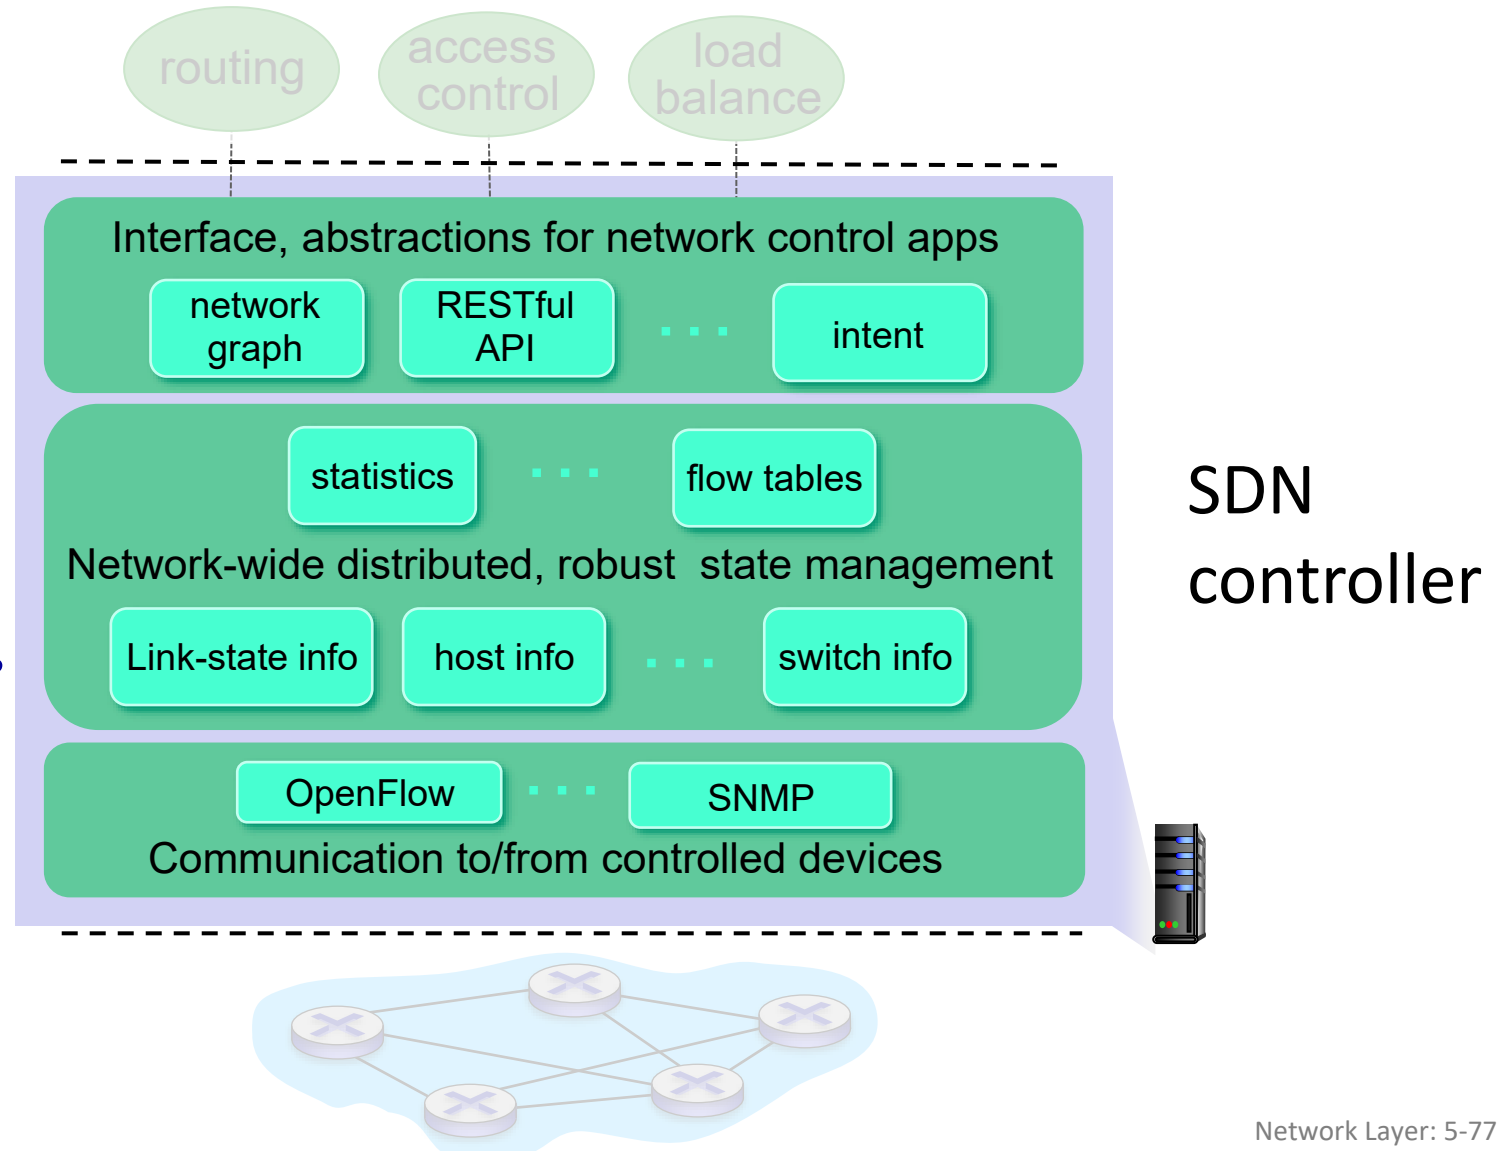 routing
access
control
load
balance
Interface, abstractions for network control apps
network
graph
RESTful
API
. . .
intent
statistics
. . .
flow tables
Network-wide distributed, robust  state management
Link-state info
host info
. . .
switch info
OpenFlow
. . .
SNMP
Communication to/from controlled devices
SDN
controller
Network Layer: 5-77